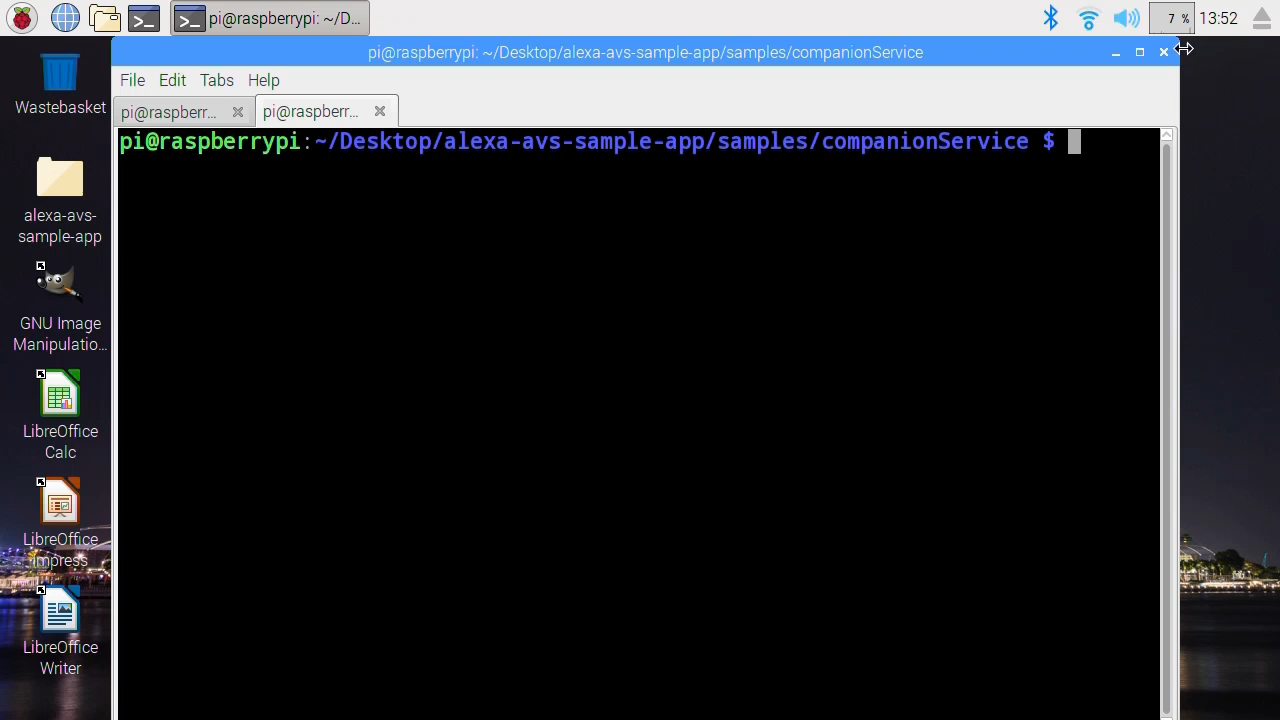 pi@raspberrypi: ~/D...
7 %
13:52
pi@raspberrypi: ~/Desktop/alexa-avs-sample-app/samples/companionService
File Edit Tabs Help
pi@raspberr...
pi@raspberr...
pi@raspberrypi:~/Desktop/alexa-avs-sample-app/samples/companionService $
Wastebasket
alexa-avs-
sample-app
GNU Image
Manipulatio...
LibreOffice
Calc
LibreOffice
Impress
LibreOffice
Writer